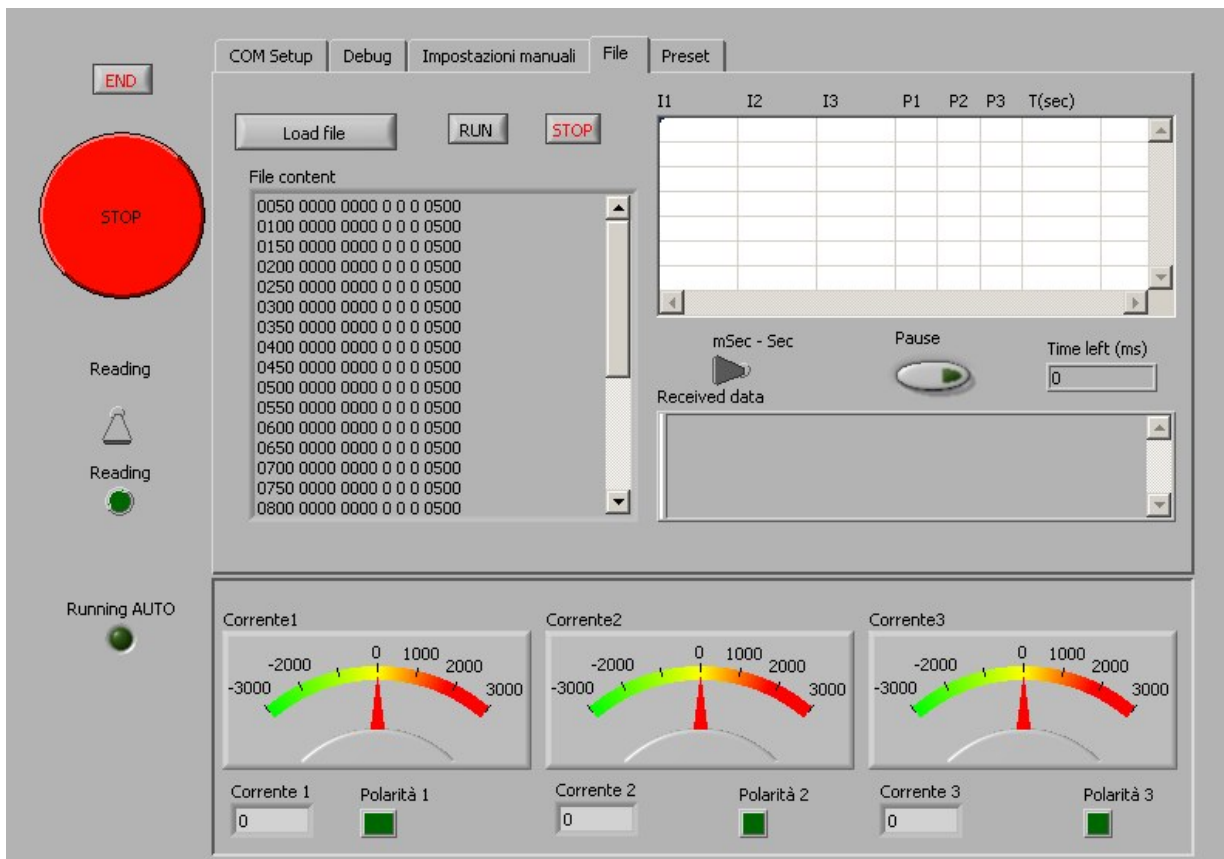 COM Setup Debug Impostazioni manuali File Preset
END
I1 I2 I3 P1 P2 P3 T(sec)
Load file RUN STOP
File content
STOP
0050 0000 0000 0 0 0 0500
0100 0000 0000 0 0 0 0500
0150 0000 0000 0 0 0 0500
0200 0000 0000 0 0 0 0500
0250 0000 0000 0 0 0 0500
0300 0000 0000 0 0 0 0500
0350 0000 0000 0 0 0 0500
0400 0000 0000 0 0 0 0500
0450 0000 0000 0 0 0 0500
0500 0000 0000 0 0 0 0500
0550 0000 0000 0 0 0 0500
0600 0000 0000 0 0 0 0500
0650 0000 0000 0 0 0 0500
0700 0000 0000 0 0 0 0500
0750 0000 0000 0 0 0 0500
0800 0000 0000 0 0 0 0500
mSec - Sec Pause Time left (ms)
0
Received data
Reading
Reading
Running AUTO
Corrente1 Corrente2 Corrente3
-3000 -2000 0 1000 2000 3000
-3000 -2000 0 1000 2000 3000
-3000 -2000 0 1000 2000 3000
Corrente 1 Polarità 1 Corrente 2 Polarità 2 Corrente 3 Polarità 3
0 0 0